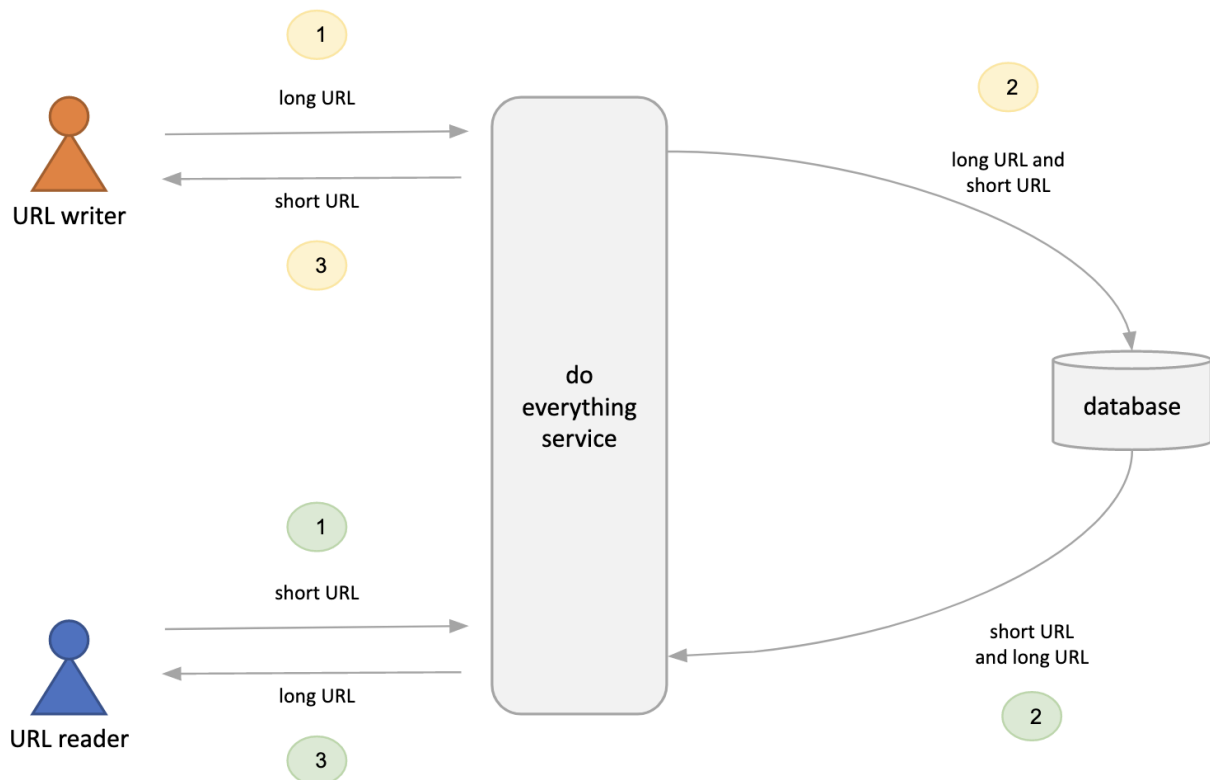 1
long URL
2
long URL and
short URL
URL writer
short URL
3
do
everything
service
database
1
short URL
short URL
and long URL
long URL
2
URL reader
3